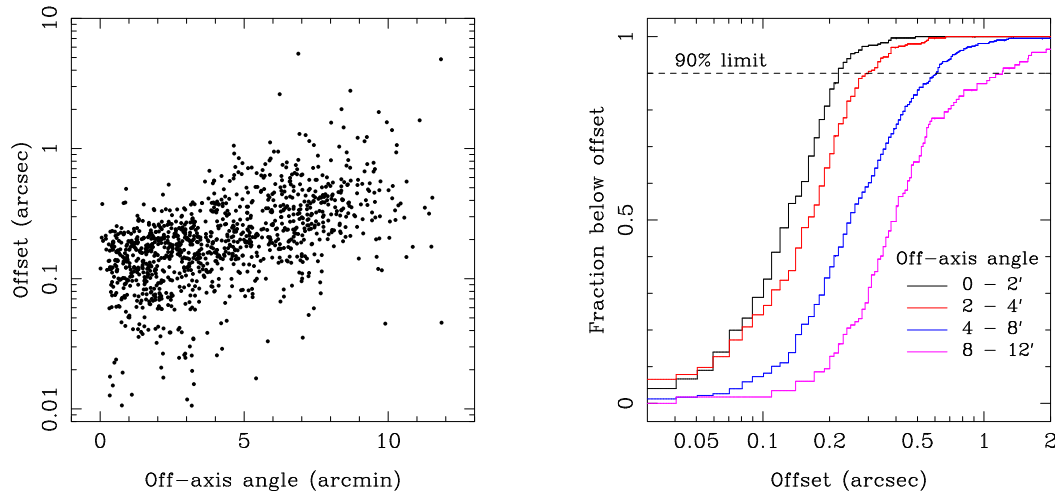 10
1
0.1
0.01
Offset (arcsec)
0
5
10
Off-axis angle (arcmin)
1
0.5
0
Fraction below offset
90% limit
Off-axis angle
0 - 2'
2 - 4'
4 - 8'
8 - 12'
0.05
0.1
0.2
0.5
1
2
Offset (arcsec)